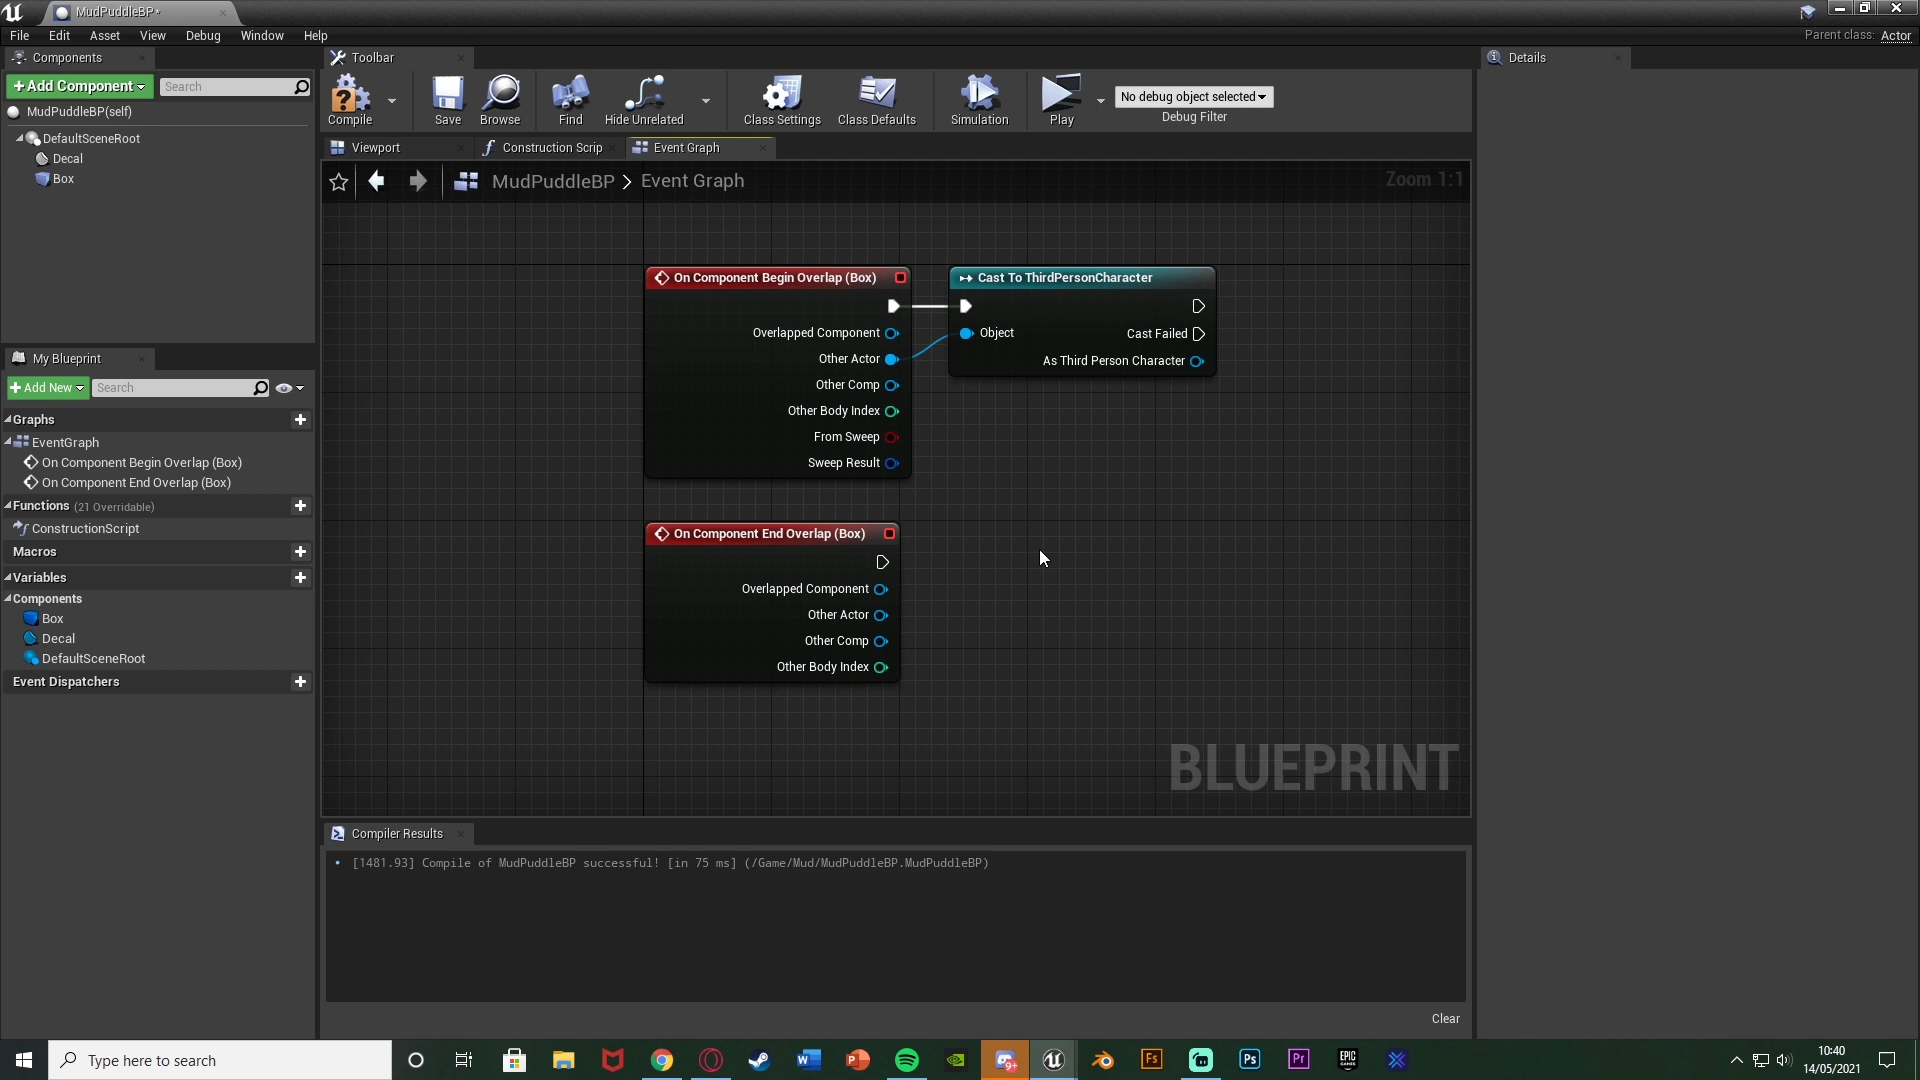 MudPuddleBP*
File Edit Asset View Debug Window Help
Parent class: Actor
Components
Toolbar
Details
+Add Component
Search
Compile
Save
Browse
Find
Hide Unrelated
Class Settings
Class Defaults
Simulation
Play
No debug object selected
Debug Filter
MudPuddleBP(self)
DefaultSceneRoot
Decal
Box
Viewport
Construction Scrip
Event Graph
MudPuddleBP > Event Graph
Zoom 1:1
On Component Begin Overlap (Box)
Overlapped Component
Other Actor
Other Comp
Other Body Index
From Sweep
Sweep Result
Cast To ThirdPersonCharacter
Object
Cast Failed
As Third Person Character
On Component End Overlap (Box)
Overlapped Component
Other Actor
Other Comp
Other Body Index
BLUEPRINT
My Blueprint
+Add New
Search
Graphs
EventGraph
On Component Begin Overlap (Box)
On Component End Overlap (Box)
Functions (21 Overridable)
ConstructionScript
Macros
Variables
Components
Box
Decal
DefaultSceneRoot
Event Dispatchers
Compiler Results
[1481.93] Compile of MudPuddleBP successful! [in 75 ms] (/Game/Mud/MudPuddleBP.MudPuddleBP)
Clear
Type here to search
W
P
9+
Fs
Ps
Pr
EPIC GAMES
10:40
14/05/2021